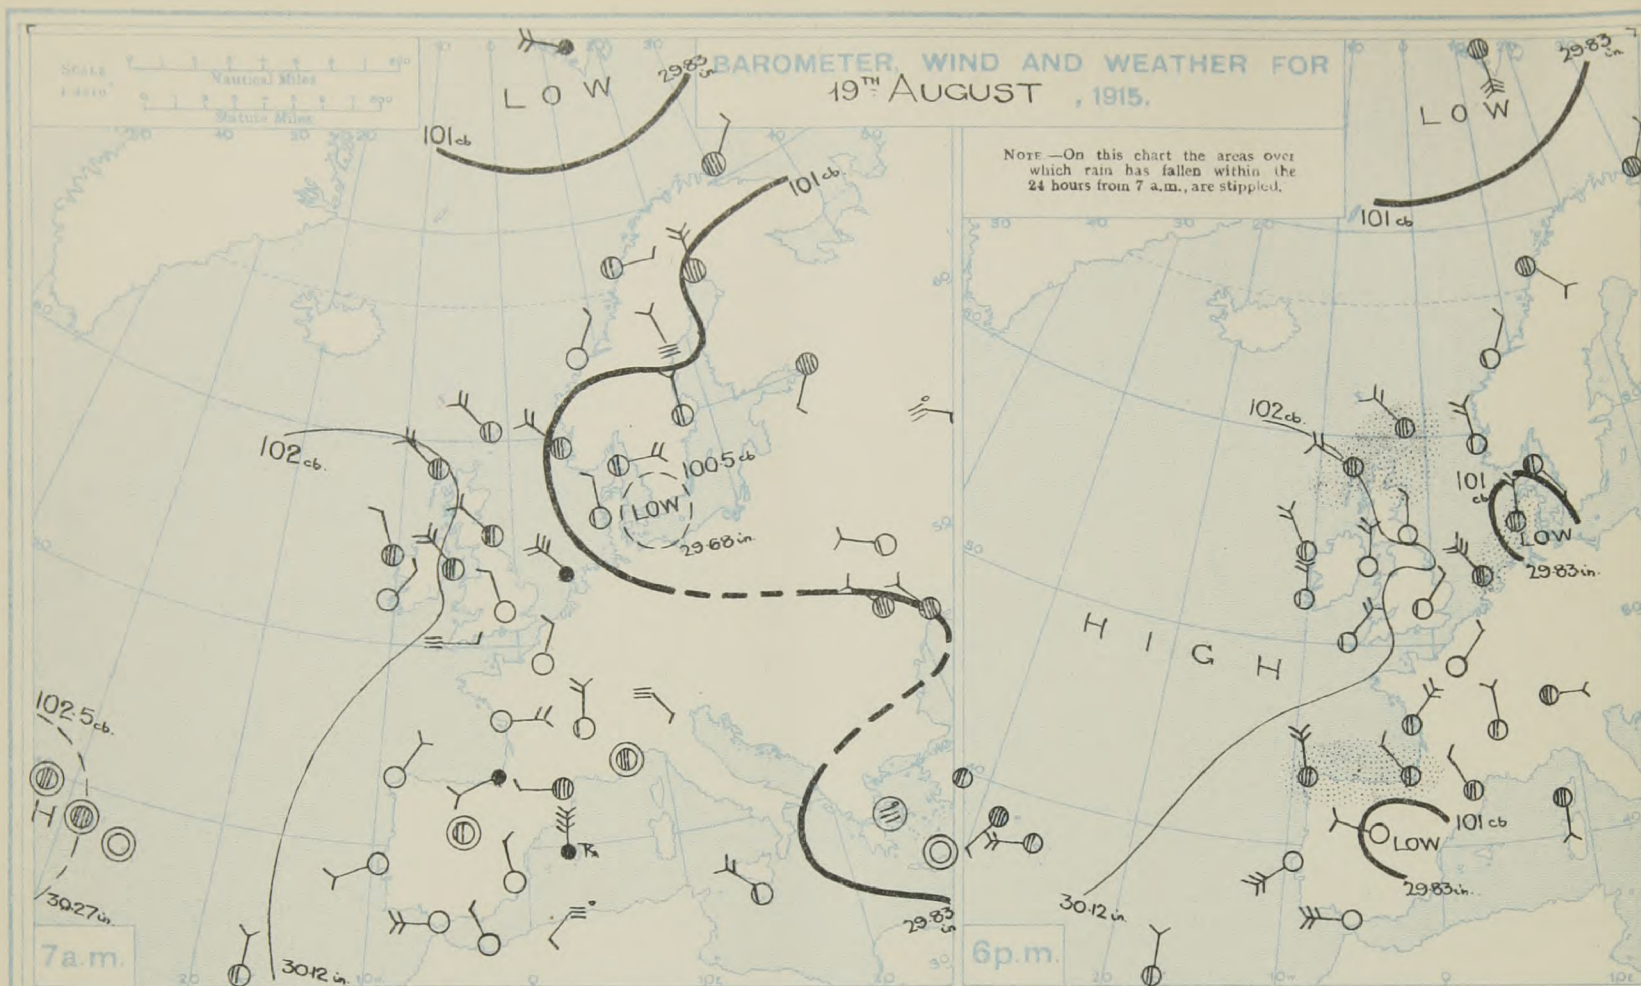 BAROMETER, WIND AND WEATHER FOR
19TH AUGUST, 1915.
SCALE
Nautical Miles
Statute Miles
NOTE.—On this chart the areas over
which rain has fallen within the
24 hours from 7 a.m., are stippled.
LOW
29.83 in
101 cb
101 cb.
102 cb.
100.5 cb
LOW
29.68 in.
102.5 cb.
H
30.27 in.
30.12 in.
29.83 in
7a.m.
LOW
29.83 in
101 cb
102 cb.
101 cb
LOW
29.83 in.
HIGH
101 cb
LOW
29.83 in.
30.12 in.
6p.m.